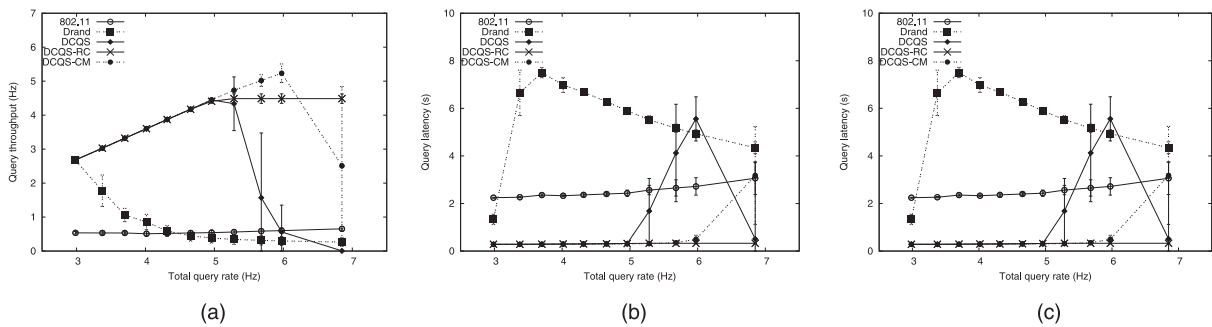 7
6
5
4
3
2
1
0
Query throughput (Hz)
802.11
Drand
DCQS
DCQS-RC
DCQS-CM
3 4 5 6 7
Total query rate (Hz)
(a)
10
8
6
4
2
0
Query latency (s)
802.11
Drand
DCQS
DCQS-RC
DCQS-CM
3 4 5 6 7
Total query rate (Hz)
(b)
10
8
6
4
2
0
Query latency (s)
802.11
Drand
DCQS
DCQS-RC
DCQS-CM
3 4 5 6 7
Total query rate (Hz)
(c)